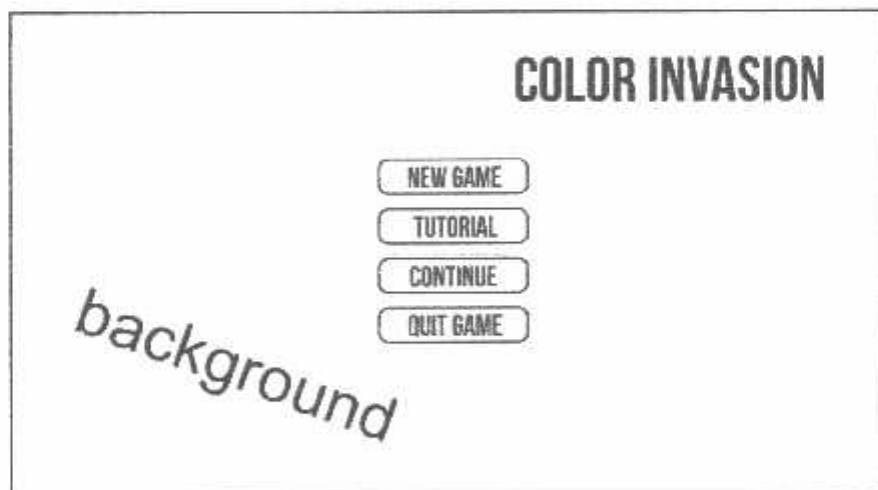 COLOR INVASION
NEW GAME
TUTORIAL
CONTINUE
QUIT GAME
background